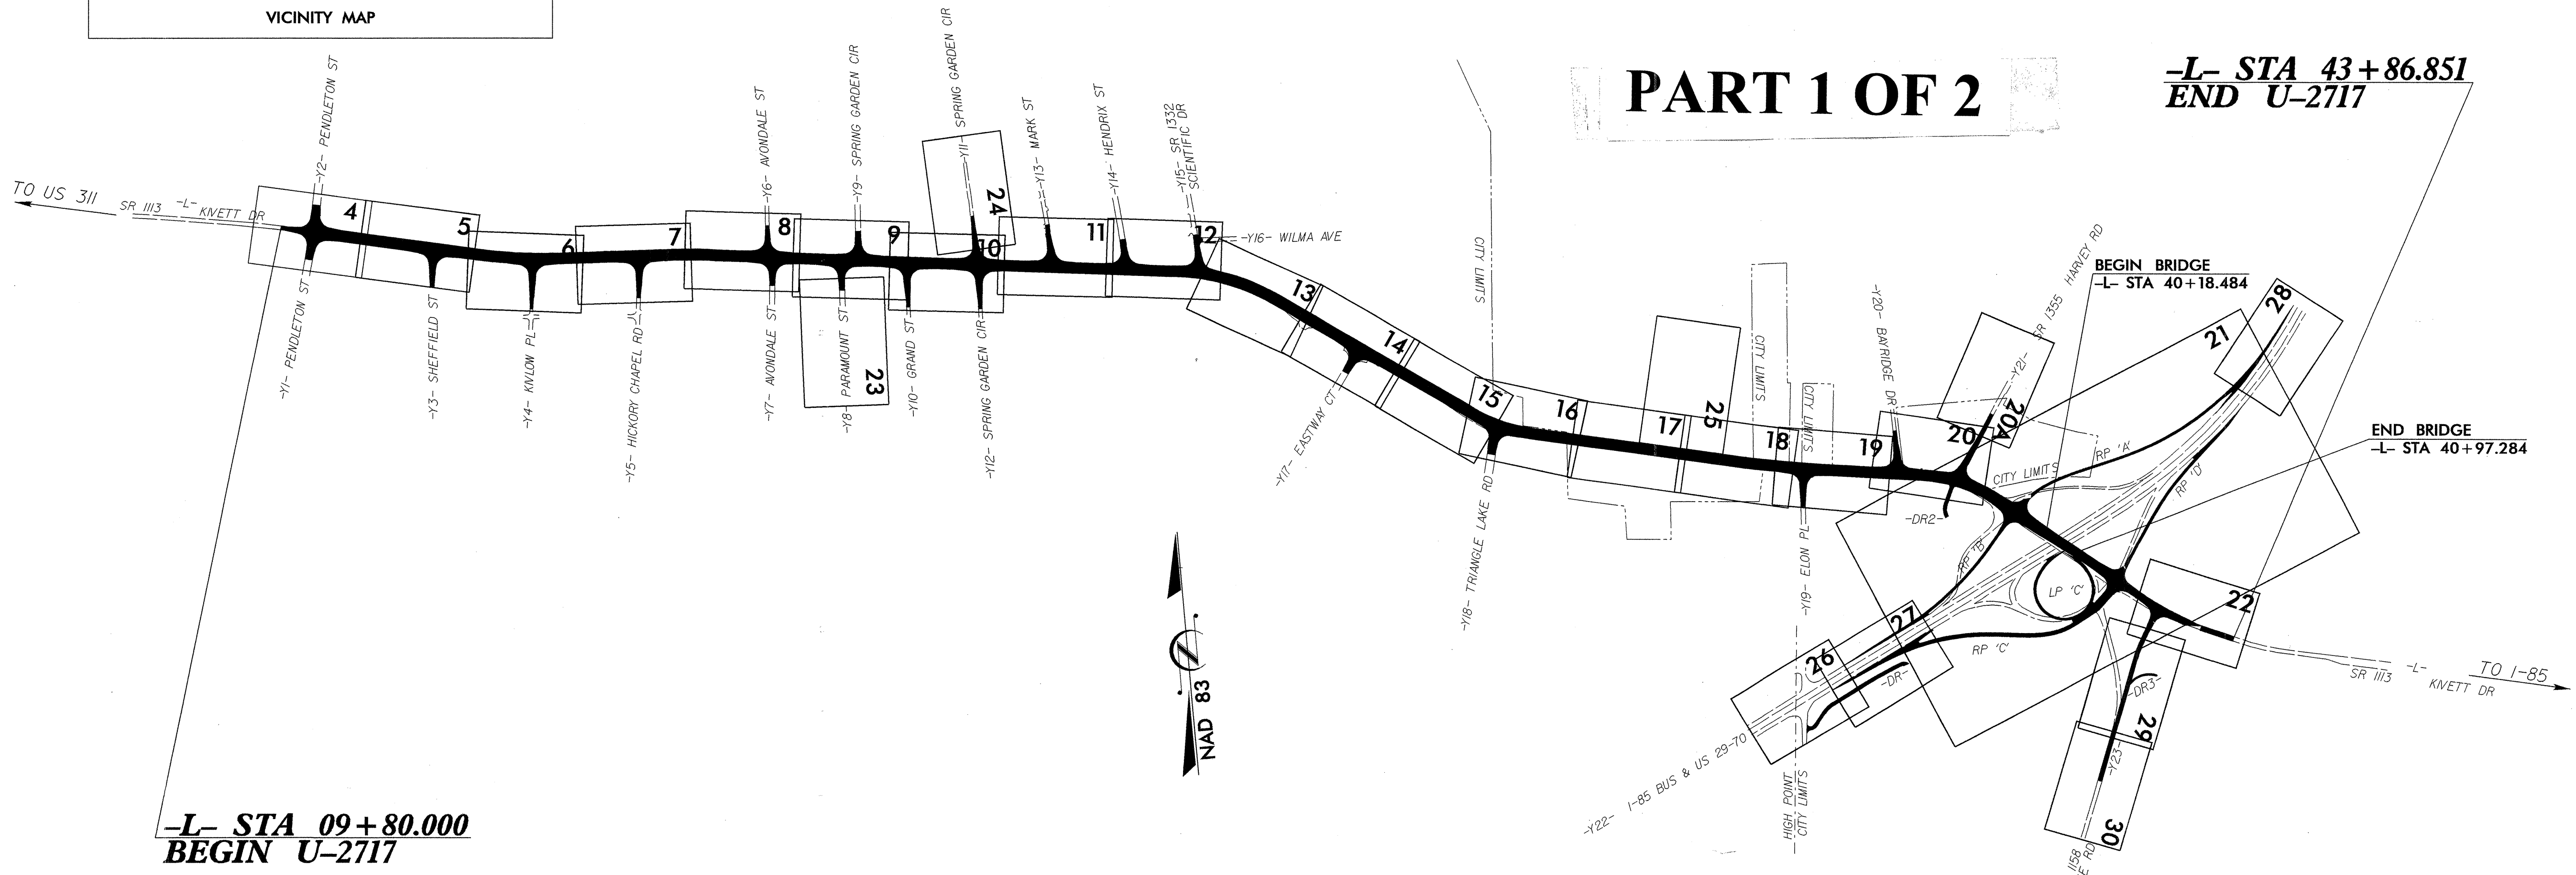 VICINITY MAP
PART 1 OF 2
-L- STA 43+86.851
END U-2717
TO US 311
SR 1113 -L- KIVETT DR
-Y2- PENDLETON ST
-Y6- AVONDALE ST
-Y9- SPRING GARDEN CIR
-Y11- SPRING GARDEN CIR
-Y13- MARK ST
-Y14- HENDRIX ST
-Y15- SR 1332
SCIENTIFIC DR
-Y16- WILMA AVE
4
5
6
7
8
9
10
24
11
12
13
14
15
16
17
25
18
19
20
20A
21
28
CITY LIMITS
CITY LIMITS
CITY LIMITS
CITY LIMITS
-Y20- BAYRIDGE DR
-Y21- SR 1355 HARVEY RD
BEGIN BRIDGE
-L- STA 40+18.484
END BRIDGE
-L- STA 40+97.284
-Y1- PENDLETON ST
-Y3- SHEFFIELD ST
-Y4- KIVLOW PL
-Y5- HICKORY CHAPEL RD
-Y7- AVONDALE ST
-Y8- PARAMOUNT ST
23
-Y10- GRAND ST
-Y12- SPRING GARDEN CIR
-Y17- EASTWAY CT
-Y18- TRIANGLE LAKE RD
-Y19- ELON PL
-DR2-
RP 'A'
RP 'B'
RP 'D'
LP 'C'
RP 'C'
22
27
26
-DR-
-DR3-
29
-Y23-
30
1158
RD
-Y22- I-85 BUS & US 29-70
HIGH POINT
CITY LIMITS
SR 1113 -L- KIVETT DR
TO I-85
NAD 83
-L- STA 09+80.000
BEGIN U-2717